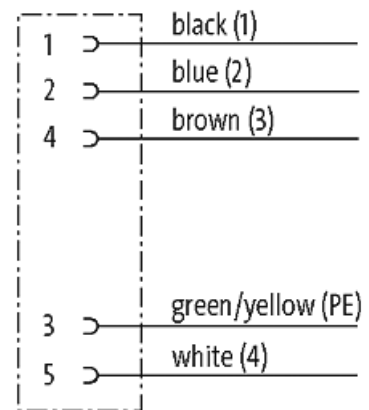 1 black (1)
2 blue (2)
4 brown (3)
3 green/yellow (PE)
5 white (4)